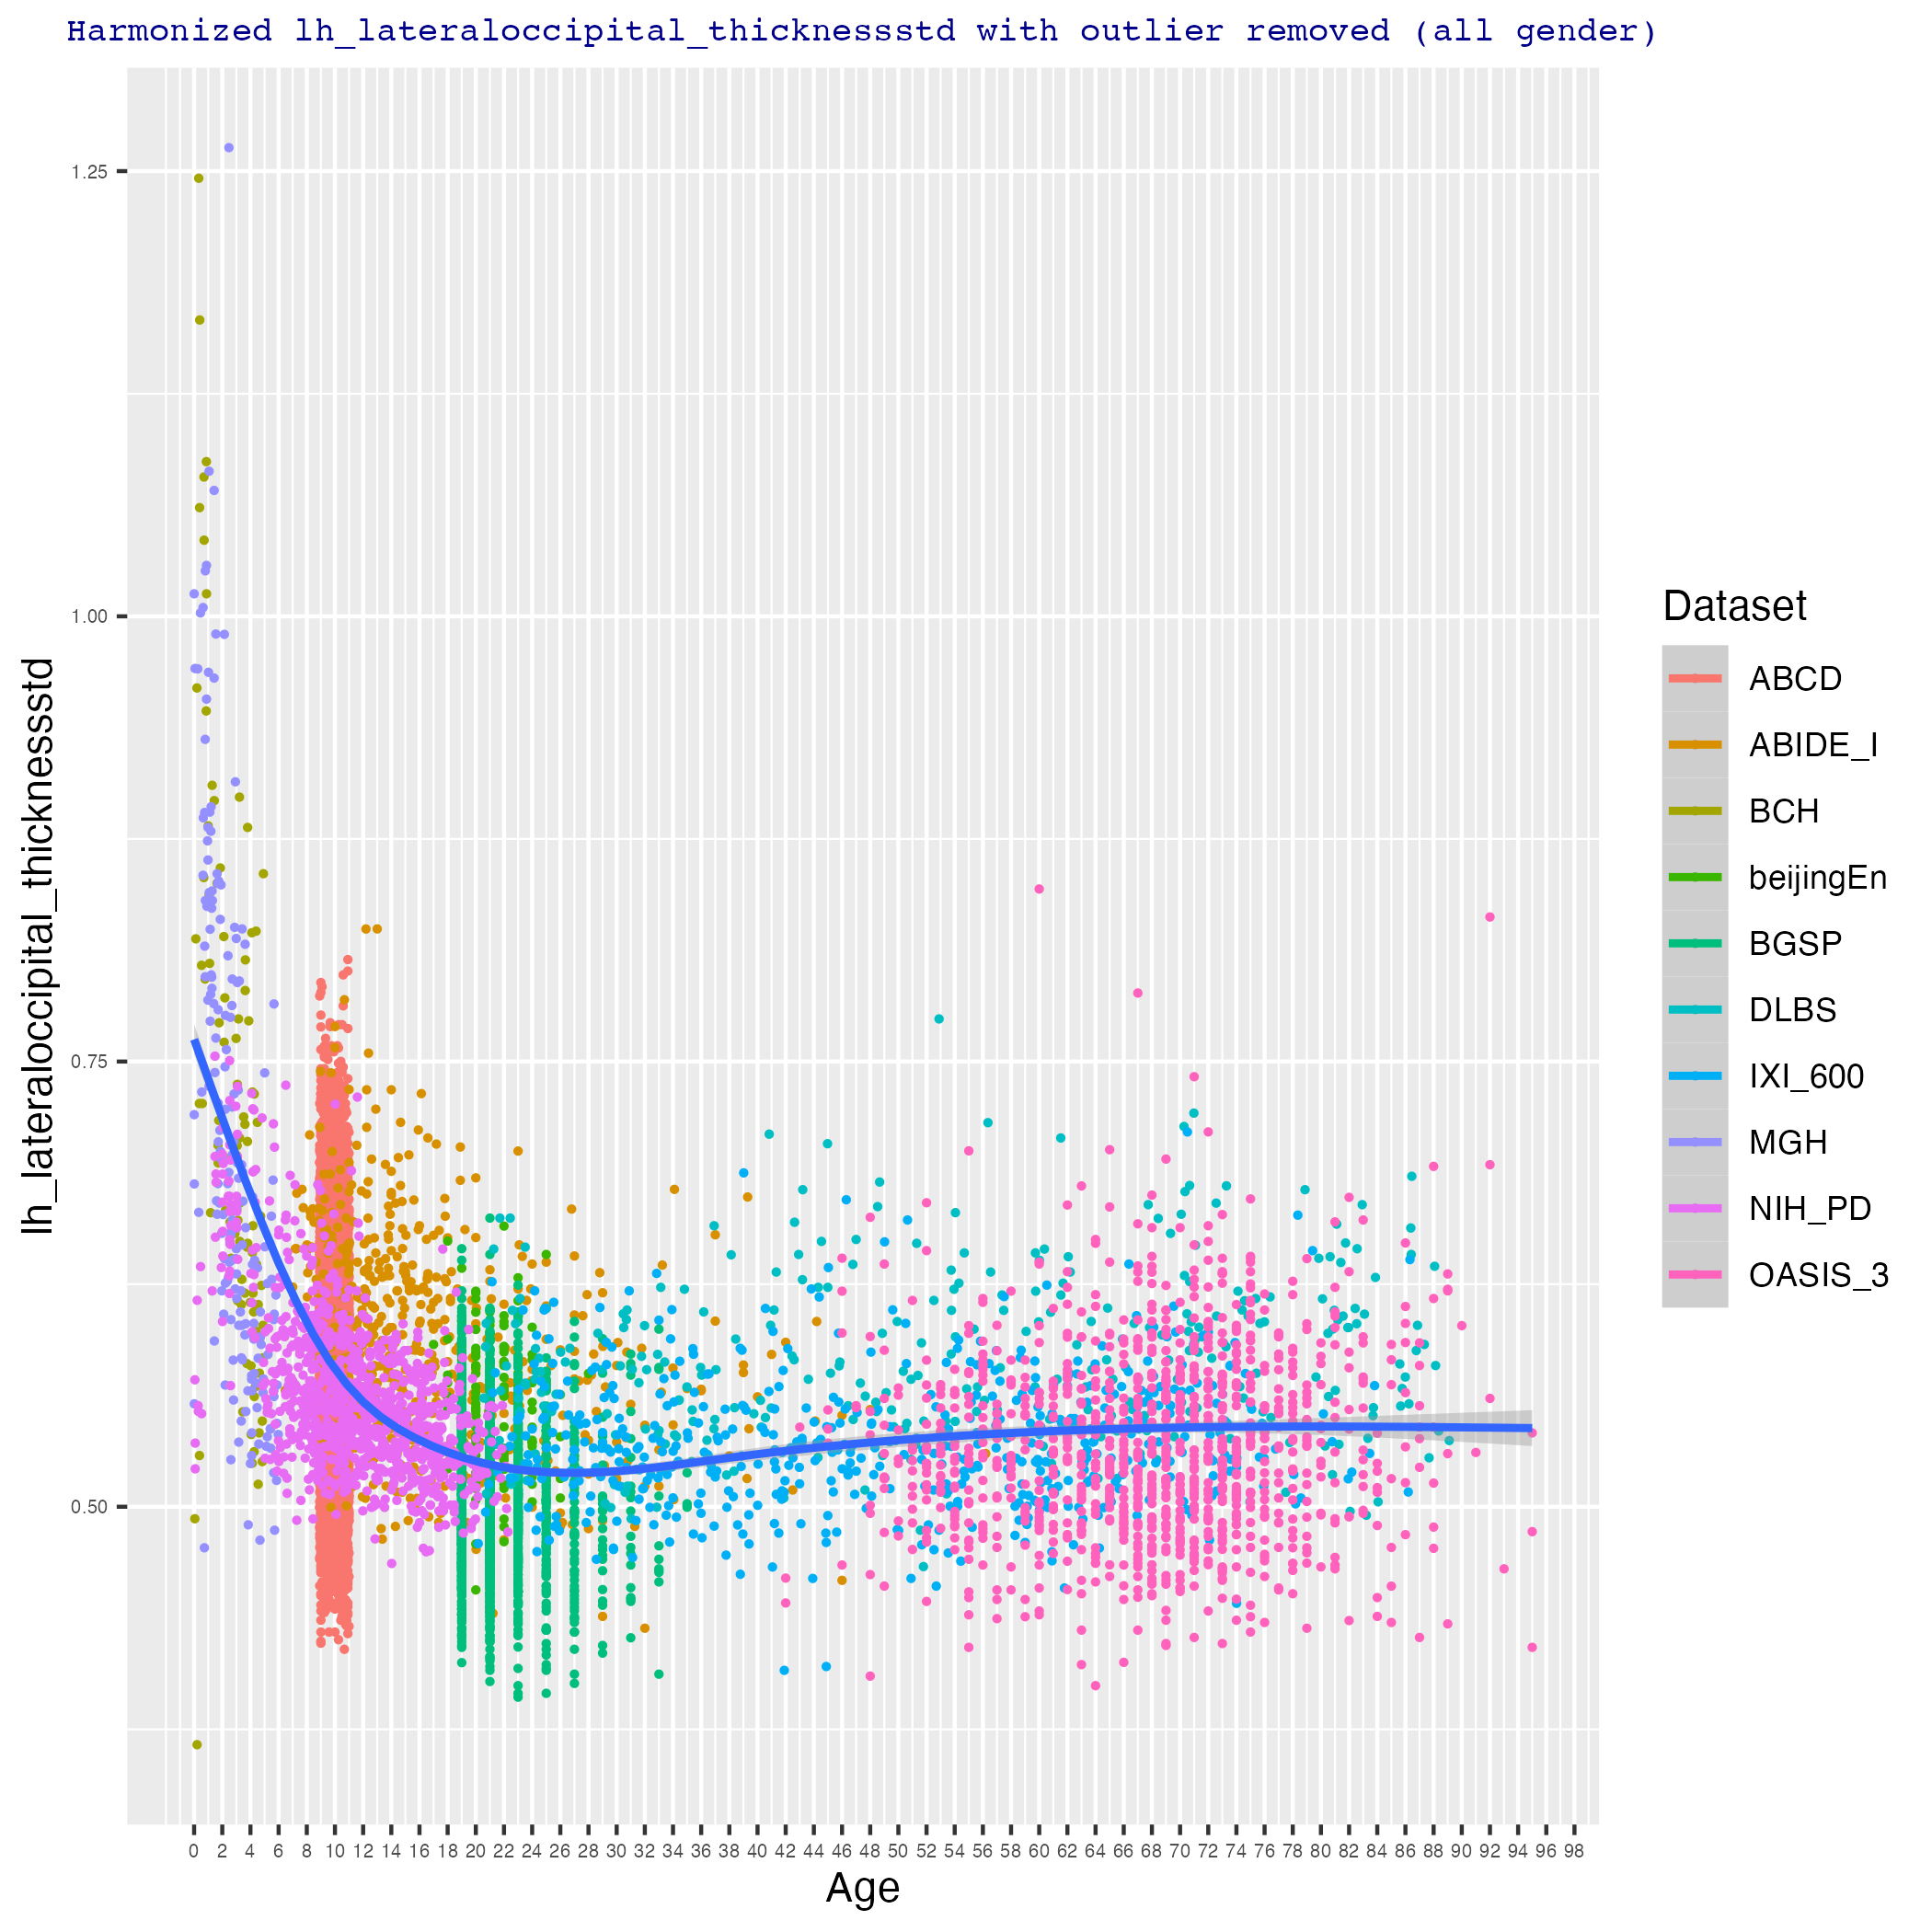 Harmonized lh_lateraloccipital_thicknessstd with outlier removed (all gender)
1.25
1.00
0.75
0.50
lh_lateraloccipital_thicknessstd
0 2 4 6 8 10 12 14 16 18 20 22 24 26 28 30 32 34 36 38 40 42 44 46 48 50 52 54 56 58 60 62 64 66 68 70 72 74 76 78 80 82 84 86 88 90 92 94 96 98
Age
Dataset
ABCD
ABIDE_I
BCH
beijingEn
BGSP
DLBS
IXI_600
MGH
NIH_PD
OASIS_3